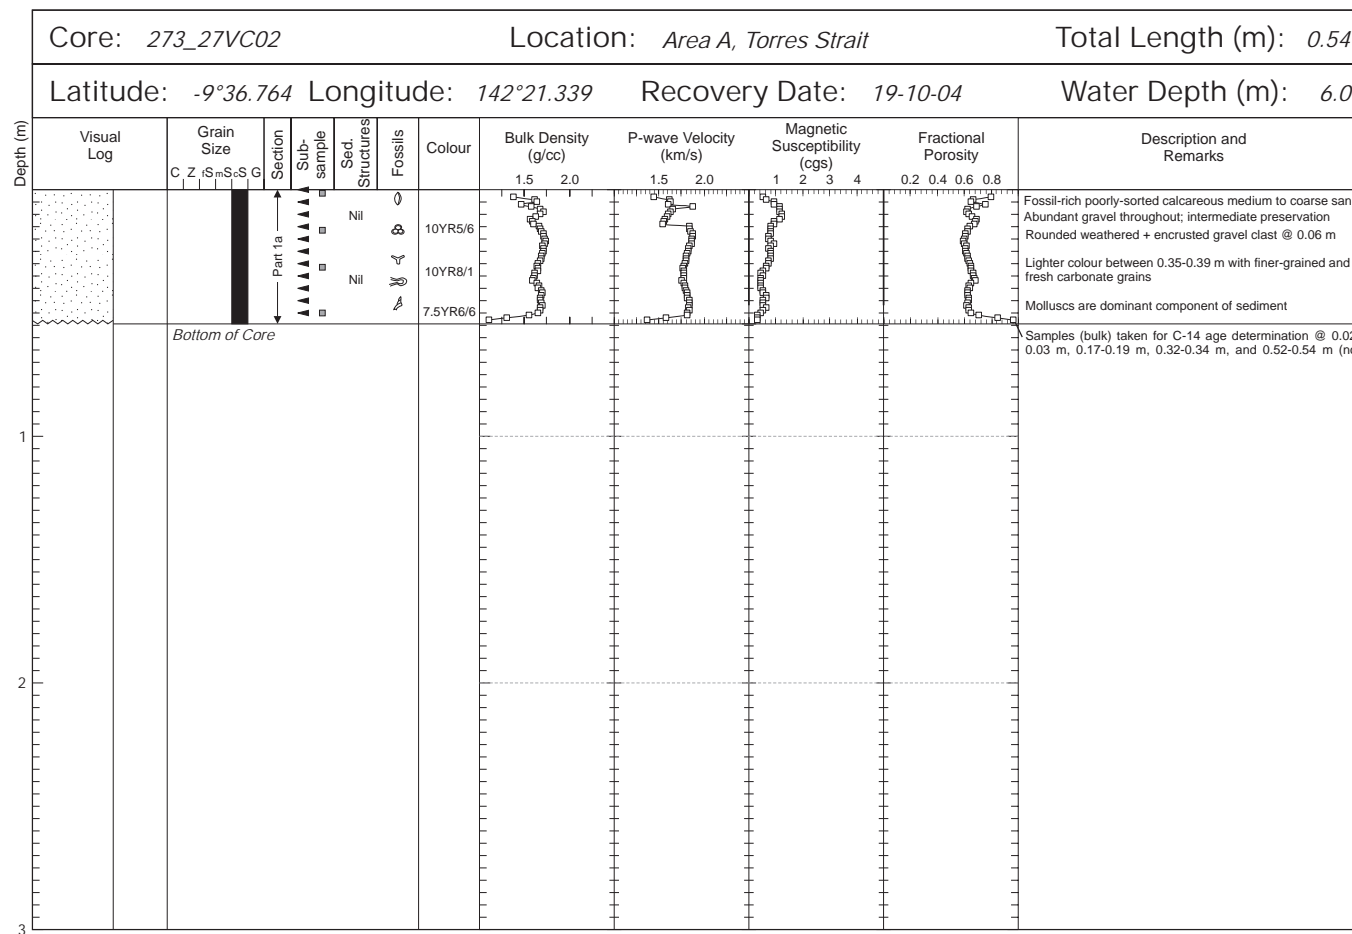 Core: 273_27VC02 Location: Area A, Torres Strait Total Length (m): 0.54
Latitude: -9°36.764 Longitude: 142°21.339 Recovery Date: 19-10-04 Water Depth (m): 6.0
Depth (m)
Visual
Log
Grain
Size
C Z fS mS cS G
Section
Sub-
sample
Sed.
Structures
Fossils
Colour
Bulk Density
(g/cc)
1.5 2.0
P-wave Velocity
(km/s)
1.5 2.0
Magnetic
Susceptibility
(cgs)
1 2 3 4
Fractional
Porosity
0.2 0.4 0.6 0.8
Description and
Remarks
Part 1a
Nil
Nil
10YR5/6
10YR8/1
7.5YR6/6
Fossil-rich poorly-sorted calcareous medium to coarse san
Abundant gravel throughout; intermediate preservation
Rounded weathered + encrusted gravel clast @ 0.06 m
Lighter colour between 0.35-0.39 m with finer-grained and
fresh carbonate grains
Molluscs are dominant component of sediment
Bottom of Core
Samples (bulk) taken for C-14 age determination @ 0.02
0.03 m, 0.17-0.19 m, 0.32-0.34 m, and 0.52-0.54 m (no
1
2
3